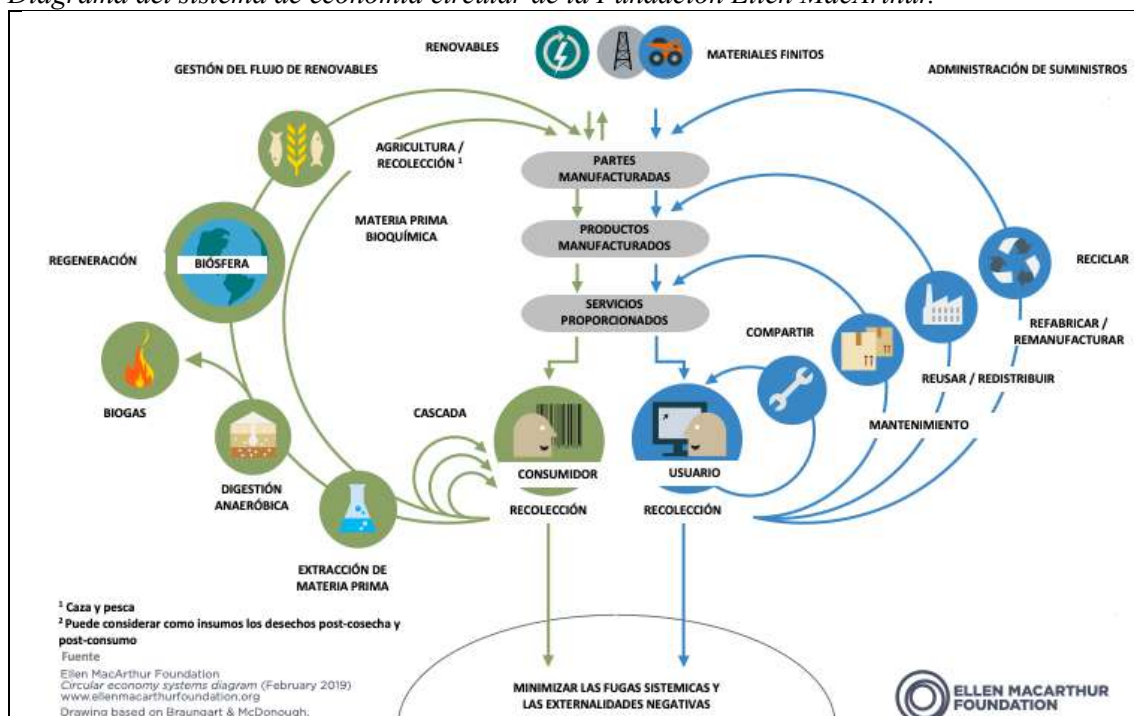 Diagrama del sistema de economía circular de la Fundación Ellen MacArthur.
RENOVABLES
MATERIALES FINITOS
GESTIÓN DEL FLUJO DE RENOVABLES
ADMINISTRACIÓN DE SUMINISTROS
AGRICULTURA /
RECOLECCIÓN ¹
PARTES
MANUFACTURADAS
MATERIA PRIMA
BIOQUÍMICA
PRODUCTOS
MANUFACTURADOS
REGENERACIÓN
BIÓSFERA
RECICLAR
SERVICIOS
PROPORCIONADOS
COMPARTIR
REFABRICAR /
REMANUFACTURAR
REUSAR / REDISTRIBUIR
BIOGAS
CASCADA
MANTENIMIENTO
CONSUMIDOR
USUARIO
DIGESTIÓN
ANAERÓBICA
RECOLECCIÓN
RECOLECCIÓN
EXTRACCIÓN DE
MATERIA PRIMA
¹ Caza y pesca
² Puede considerar como insumos los desechos post-cosecha y
post-consumo
Fuente
Ellen MacArthur Foundation
Circular economy systems diagram (February 2019)
www.ellenmacarthurfoundation.org
Drawing based on Braungart & McDonough,
MINIMIZAR LAS FUGAS SISTEMICAS Y
LAS EXTERNALIDADES NEGATIVAS
ELLEN MACARTHUR
FOUNDATION